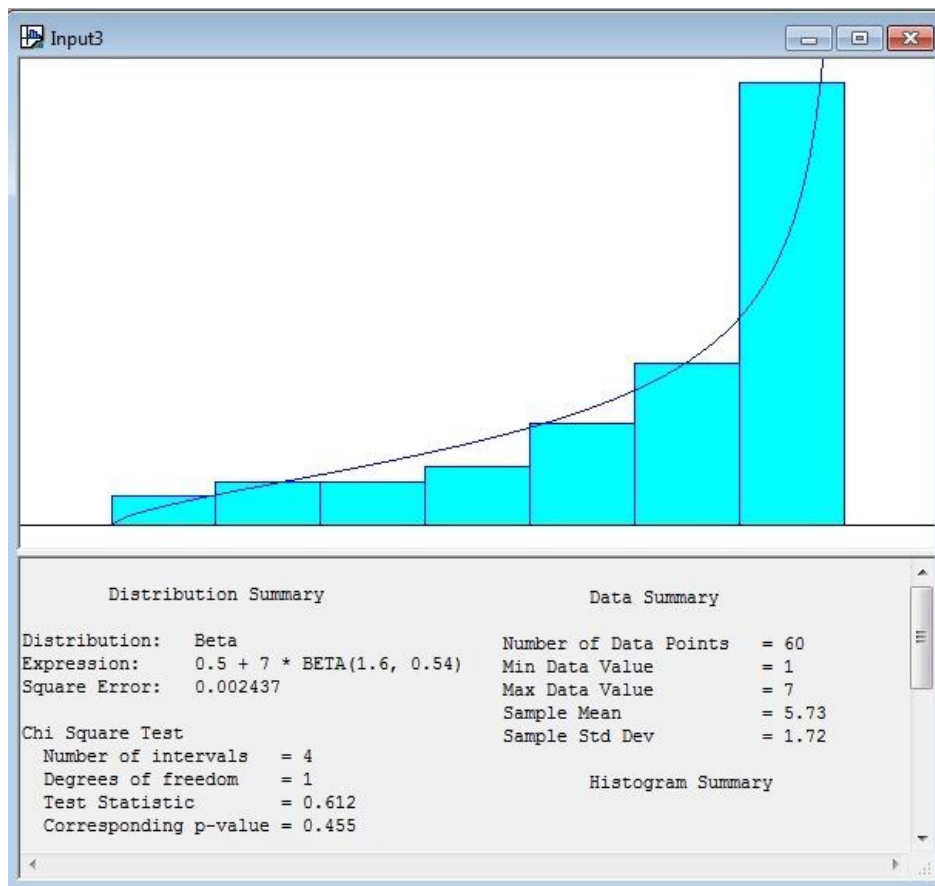 Input3
Distribution Summary
Distribution: Beta
Expression: 0.5 + 7 * BETA(1.6, 0.54)
Square Error: 0.002437
Chi Square Test
Number of intervals = 4
Degrees of freedom = 1
Test Statistic = 0.612
Corresponding p-value = 0.455
Data Summary
Number of Data Points = 60
Min Data Value = 1
Max Data Value = 7
Sample Mean = 5.73
Sample Std Dev = 1.72
Histogram Summary